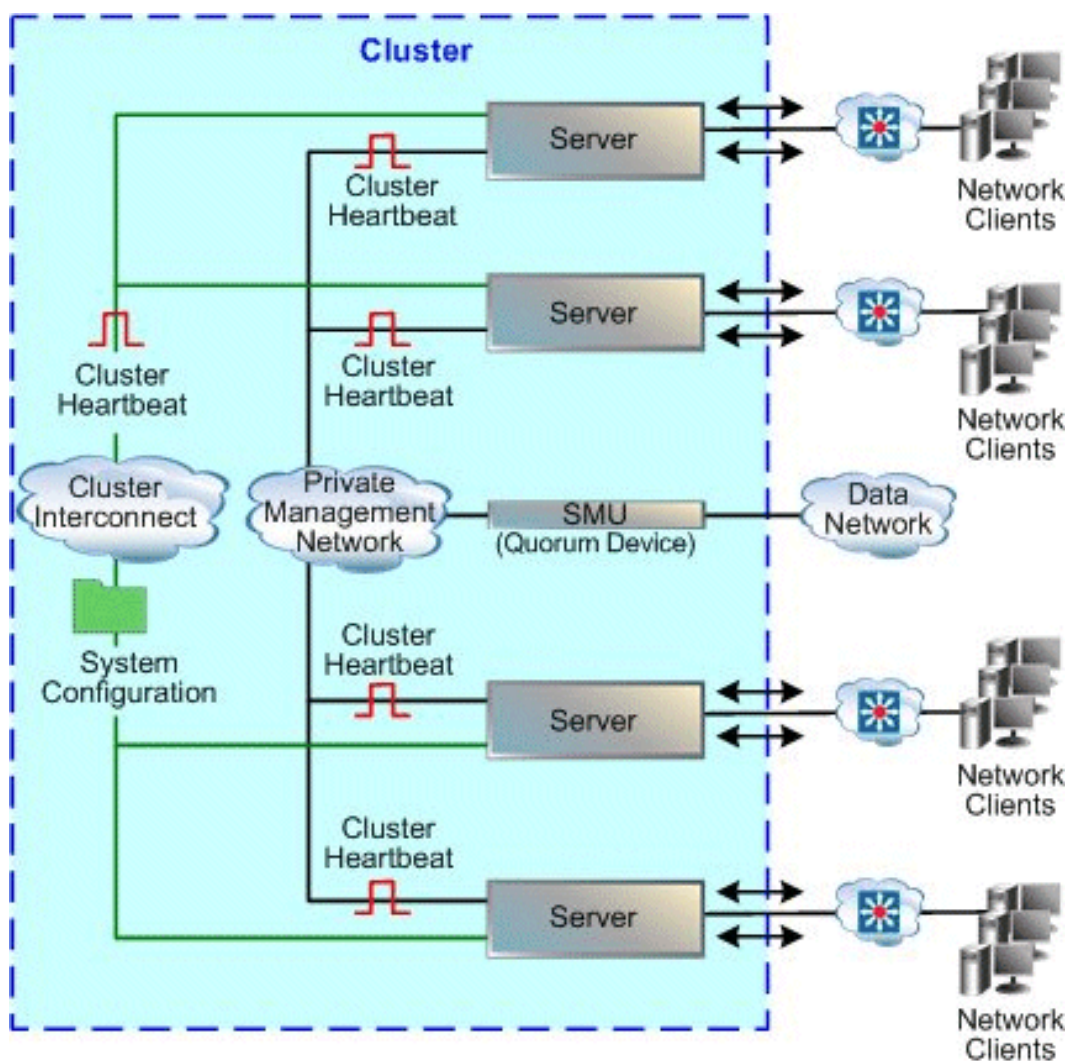 Cluster
Server
Cluster
Heartbeat
Network
Clients
Server
Cluster
Heartbeat
Cluster
Heartbeat
Network
Clients
Cluster
Interconnect
Private
Management
Network
SMU
(Quorum Device)
Data
Network
System
Configuration
Cluster
Heartbeat
Server
Network
Clients
Cluster
Heartbeat
Server
Network
Clients